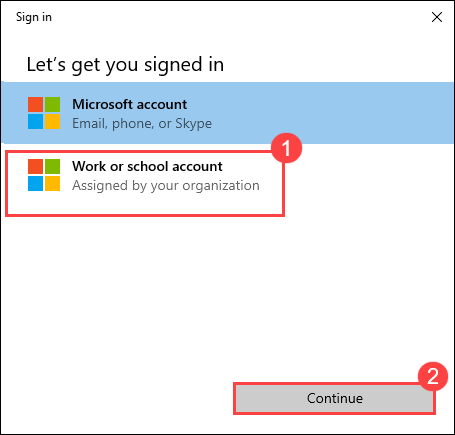 Sign in
Let's get you signed in
Microsoft account
Email, phone, or Skype
1
Work or school account
Assigned by your organization
2
Continue